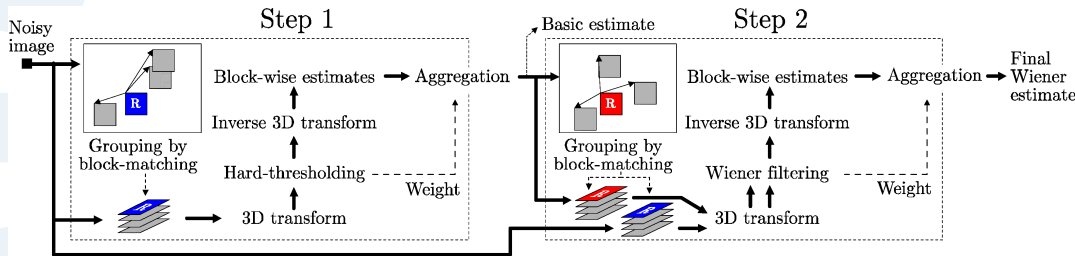 Step 1
Step 2
Noisy
image
R
Block-wise estimates
Aggregation
Inverse 3D transform
Grouping by
block-matching
Hard-thresholding
Weight
3D transform
Basic estimate
R
Block-wise estimates
Aggregation
Final
Wiener
estimate
Inverse 3D transform
Grouping by
block-matching
Wiener filtering
Weight
3D transform